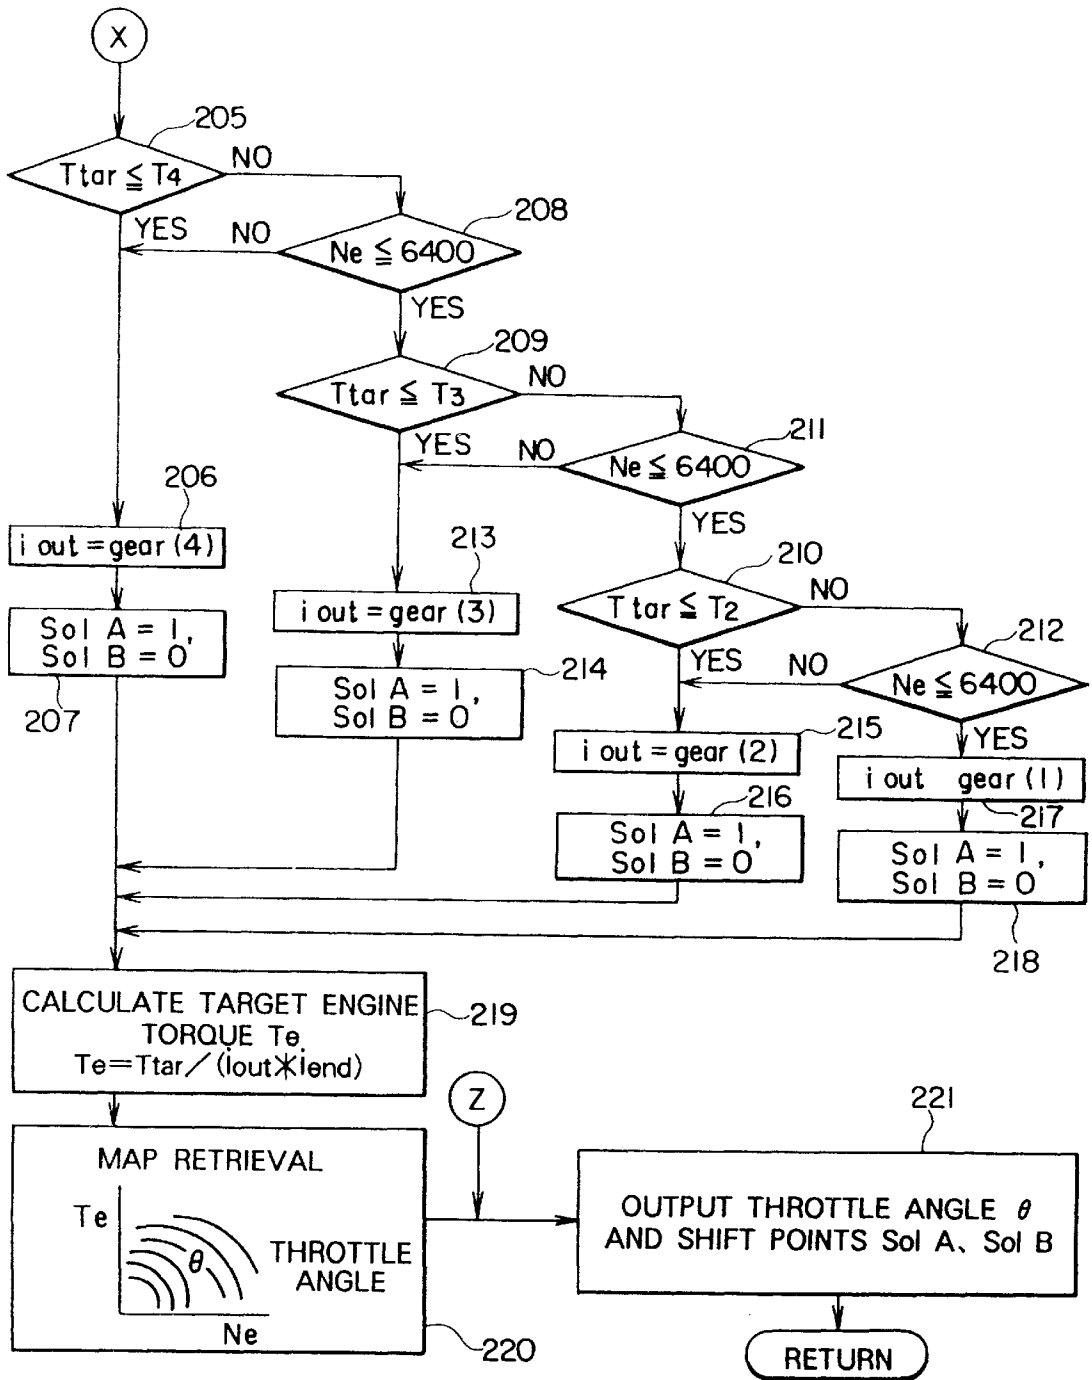 X
205
Ttar ≦ T4
NO
YES
208
NO
Ne ≦ 6400
YES
209
Ttar ≦ T3
NO
YES
211
NO
Ne ≦ 6400
YES
206
i out = gear (4)
213
i out = gear (3)
210
Ttar ≦ T2
NO
YES
212
NO
Ne ≦ 6400
YES
Sol A = 1,
Sol B = 0
207
214
Sol A = 1,
Sol B = 0
215
i out = gear (2)
i out gear (1)
216
217
Sol A = 1,
Sol B = 0
Sol A = 1,
Sol B = 0
218
CALCULATE TARGET ENGINE
TORQUE Te
Te=Ttar/(iout*iend)
219
Z
221
MAP RETRIEVAL
Te
θ
THROTTLE
ANGLE
Ne
220
OUTPUT THROTTLE ANGLE θ
AND SHIFT POINTS Sol A、Sol B
RETURN